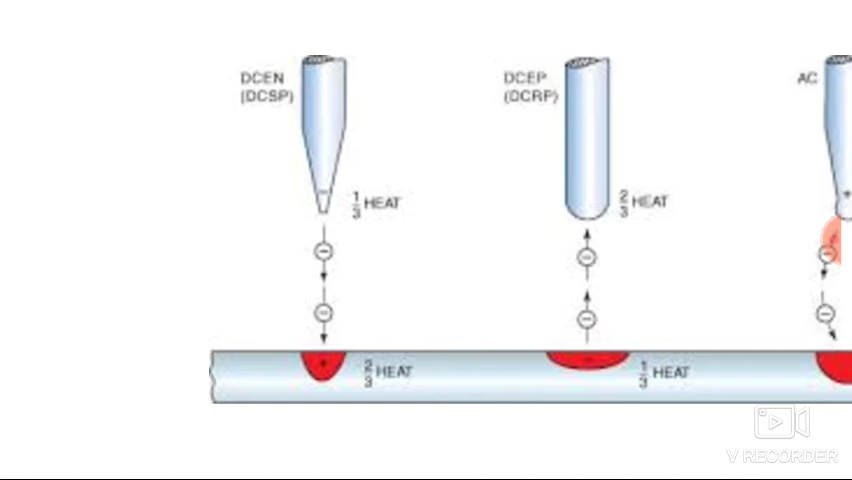 DCEN
(DCSP)
1/3 HEAT
2/3 HEAT
DCEP
(DCRP)
2/3 HEAT
1/3 HEAT
AC
V RECORDER